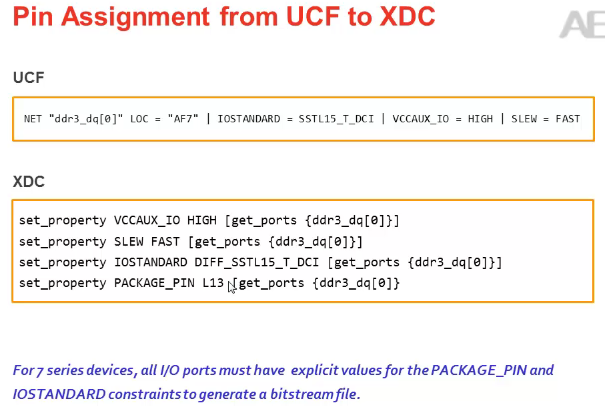 Pin Assignment from UCF to XDC
AE
UCF
NET "ddr3_dq[0]" LOC = "AF7" | IOSTANDARD = SSTL15_T_DCI | VCCAUX_IO = HIGH | SLEW = FAST
XDC
set_property VCCAUX_IO HIGH [get_ports {ddr3_dq[0]}]
set_property SLEW FAST [get_ports {ddr3_dq[0]}]
set_property IOSTANDARD DIFF_SSTL15_T_DCI [get_ports {ddr3_dq[0]}]
set_property PACKAGE_PIN L13 [get_ports {ddr3_dq[0]}
For 7 series devices, all I/O ports must have explicit values for the PACKAGE_PIN and
IOSTANDARD constraints to generate a bitstream file.